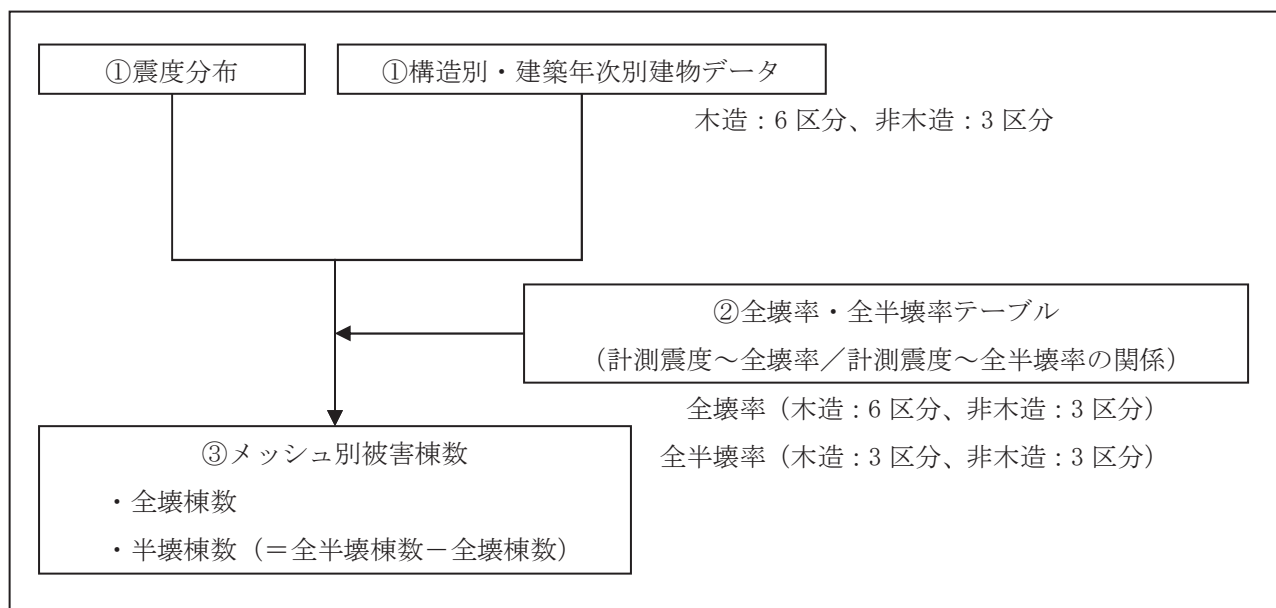 ①震度分布
①構造別・建築年次別建物データ
木造：6 区分、非木造：3 区分
②全壊率・全半壊率テーブル
（計測震度～全壊率／計測震度～全半壊率の関係）
全壊率（木造：6 区分、非木造：3 区分）
全半壊率（木造：3 区分、非木造：3 区分）
③メッシュ別被害棟数
・全壊棟数
・半壊棟数（＝全半壊棟数－全壊棟数）